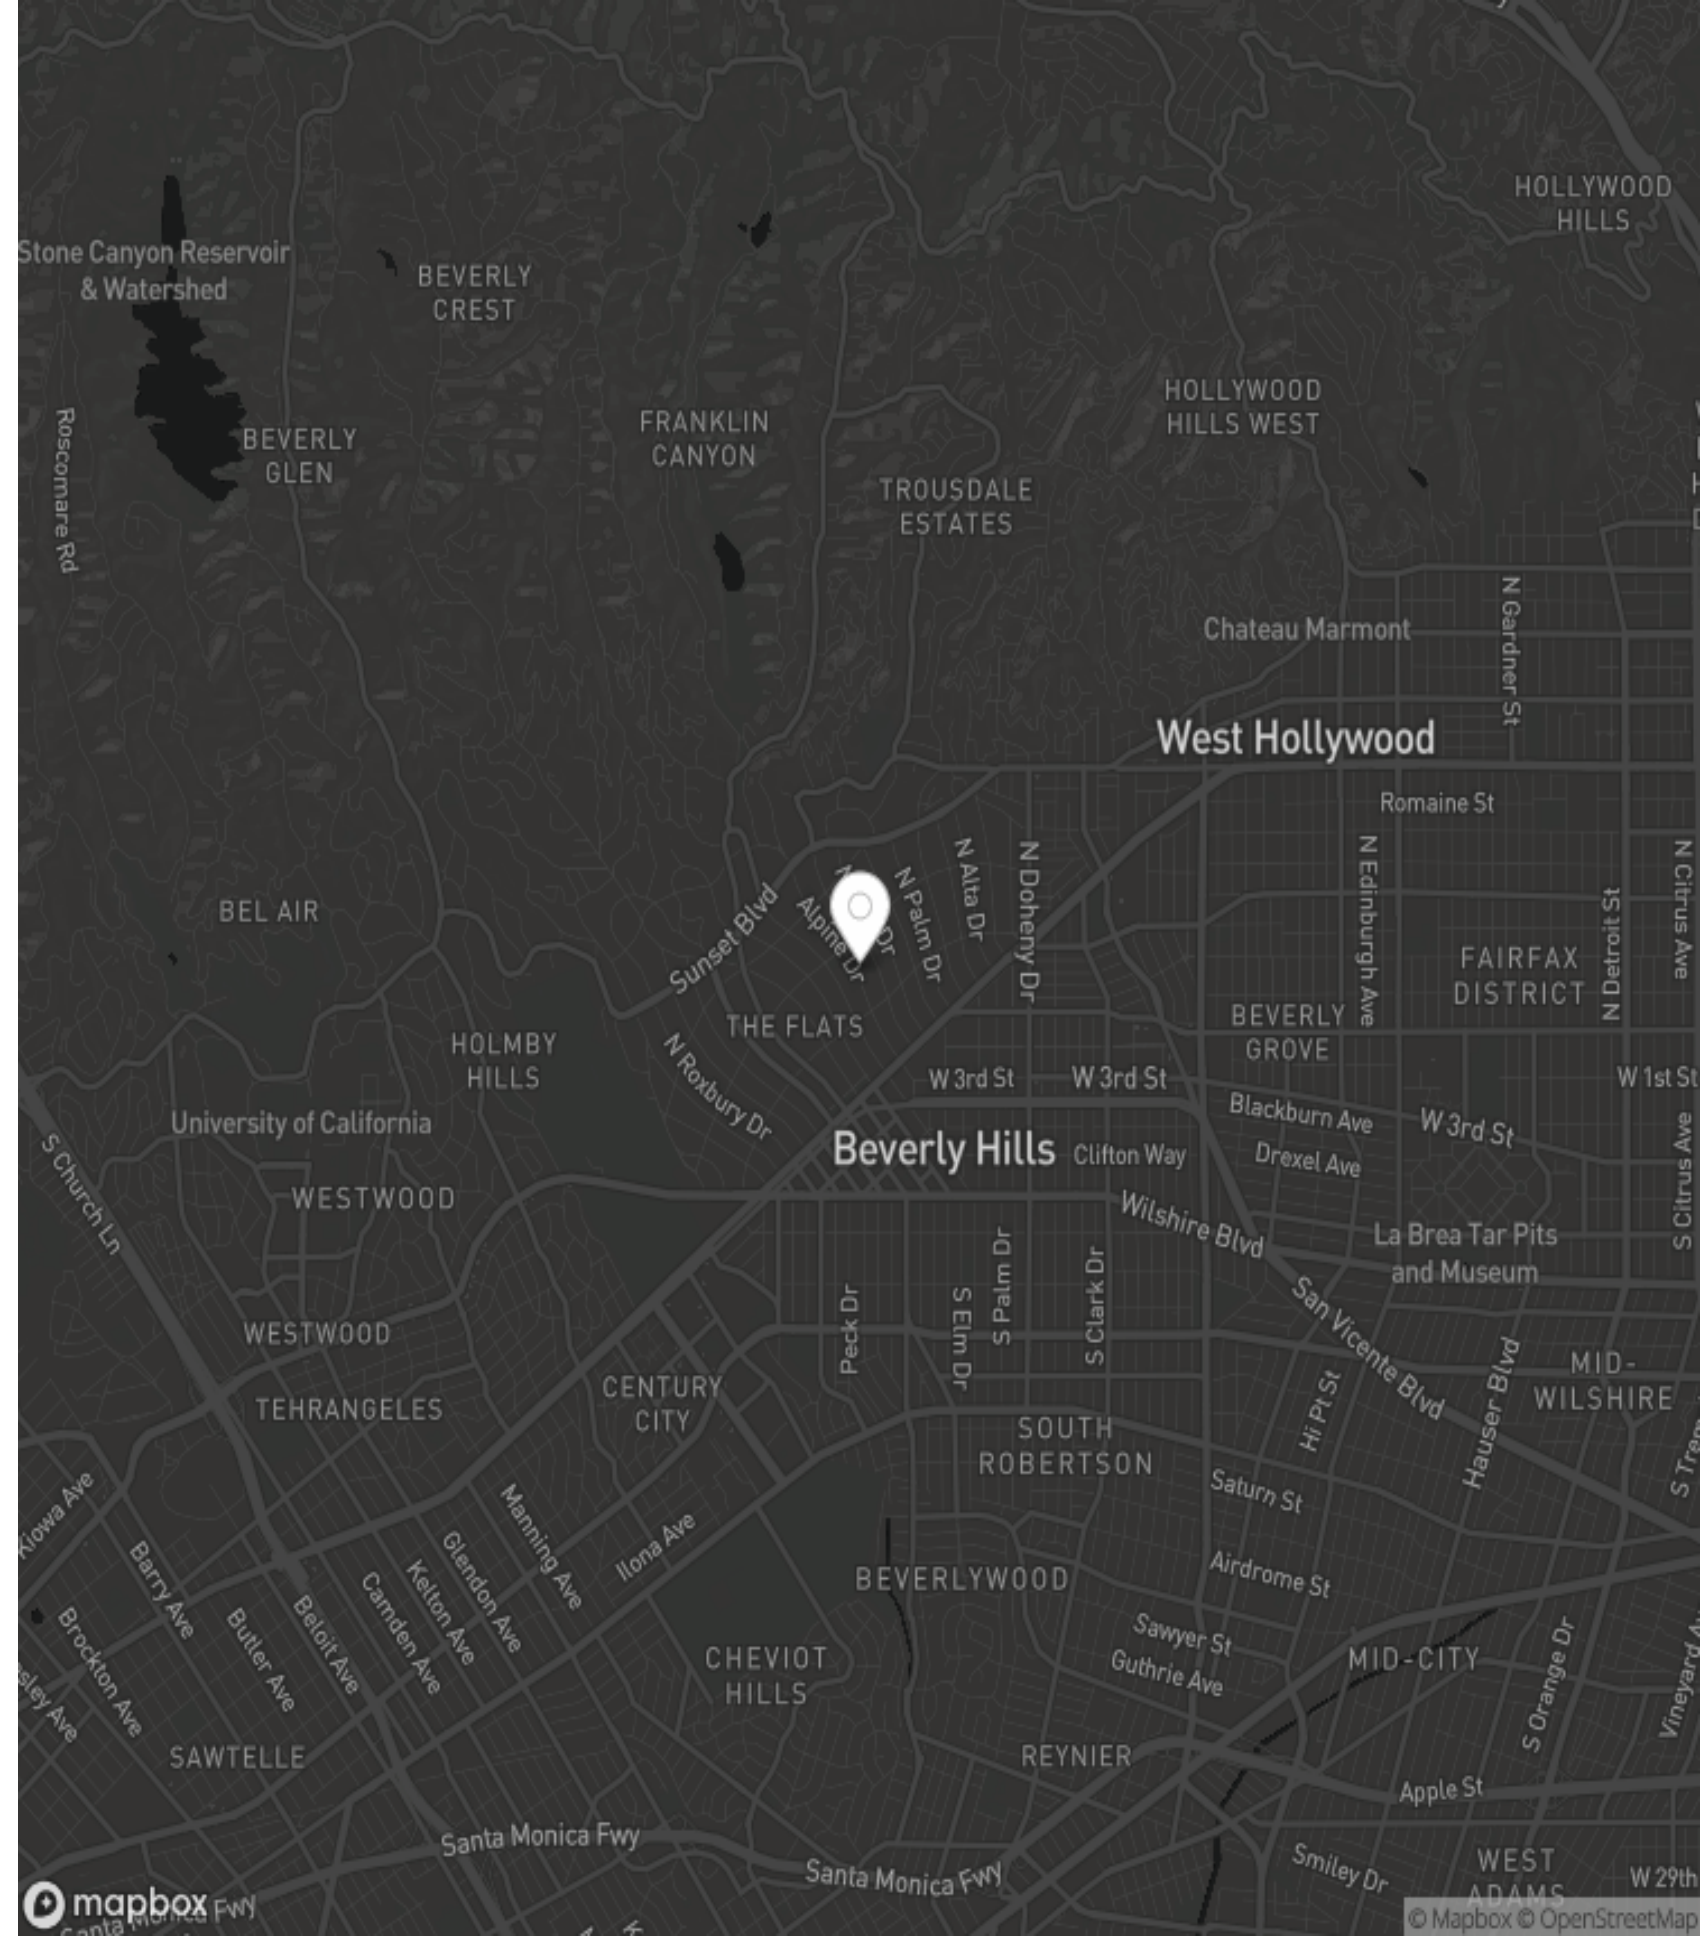 HOLLYWOOD
HILLS
Stone Canyon Reservoir
& Watershed
BEVERLY
CREST
HOLLYWOOD
HILLS WEST
FRANKLIN
CANYON
BEVERLY
GLEN
Roscomare Rd
TROUSDALE
ESTATES
N Gardner St
Chateau Marmont
West Hollywood
Romaine St
BEL AIR
Sunset Blvd
Alpine Dr
Dr
N Palm Dr
N Alta Dr
N Doheny Dr
N Edinburgh Ave
N Detroit St
N Citrus Ave
FAIRFAX
DISTRICT
THE FLATS
BEVERLY
GROVE
HOLMBY
HILLS
N Roxbury Dr
W 3rd St
W 3rd St
W 1st St
Blackburn Ave
W 3rd St
University of California
S Church Ln
Beverly Hills
Clifton Way
Drexel Ave
S Citrus Ave
WESTWOOD
Wilshire Blvd
La Brea Tar Pits
and Museum
Peck Dr
S Elm Dr
S Palm Dr
S Clark Dr
San Vicente Blvd
WESTWOOD
TEHRANGELES
CENTURY
CITY
Hi Pt St
Hauser Blvd
MID-
WILSHIRE
SOUTH
ROBERTSON
Saturn St
Kiowa Ave
Manning Ave
Ilona Ave
Glendon Ave
Kelton Ave
Camden Ave
Beloit Ave
Butler Ave
Barry Ave
Brockton Ave
BEVERLYWOOD
Airdrome St
Sawyer St
Guthrie Ave
MID-CITY
S Orange Dr
CHEVIOT
HILLS
SAWTELLE
REYNIER
Apple St
Santa Monica Fwy
Santa Monica Fwy
Smiley Dr
WEST
ADAMS
W 29th
mapbox
Santa Monica Fwy
© Mapbox © OpenStreetMap